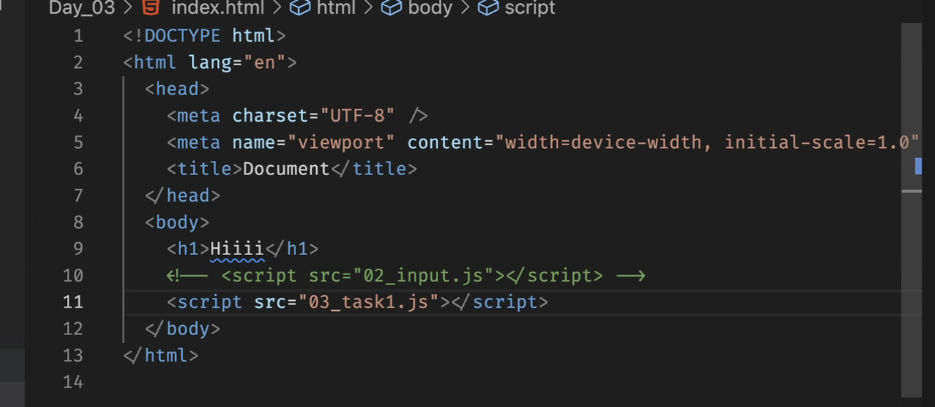 Day_03 > index.html > html > body > script
1 <!DOCTYPE html>
2 <html lang="en">
3 <head>
4 <meta charset="UTF-8" />
5 <meta name="viewport" content="width=device-width, initial-scale=1.0"
6 <title>Document</title>
7 </head>
8 <body>
9 <h1>Hiiii</h1>
10 <!-- <script src="02_input.js"></script> -->
11 <script src="03_task1.js"></script>
12 </body>
13 </html>
14